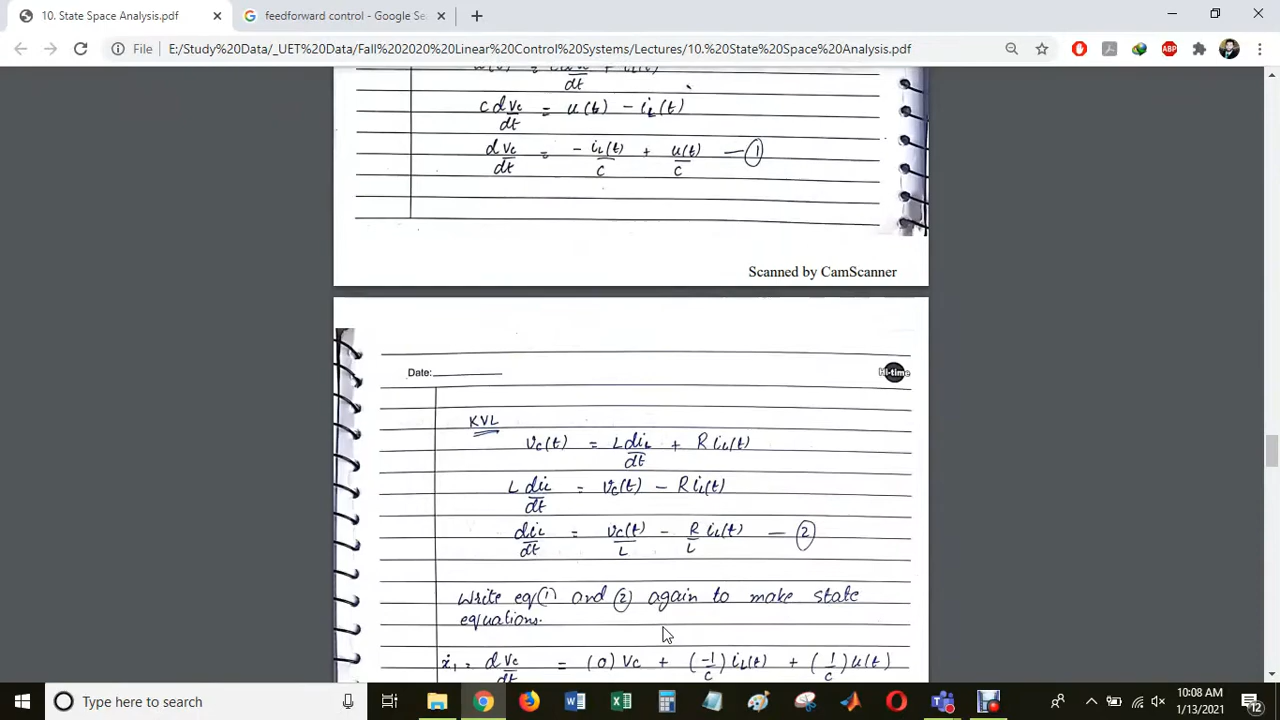 10. State Space Analysis.pdf
feedforward control - Google Se
File
E:/Study%20Data/_UET%20Data/Fall%202020%20Linear%20Control%20Systems/Lectures/10.%20State%20Space%20Analysis.pdf
dt
C dvc/dt = u(t) - iL(t)
dvc/dt = - iL(t)/C + u(t)/C — ①
Scanned by CamScanner
Date:
Hi-time
KVL
vc(t) = L diL/dt + R iL(t)
L diL/dt = vc(t) - R iL(t)
diL/dt = vc(t)/L - R/L iL(t) — ②
Write eq ① and ② again to make state
equations.
ẋ1 = dvc/dt = (0) Vc + (-1/C) iL(t) + (1/C) u(t)
Type here to search
10:08 AM
1/13/2021
12